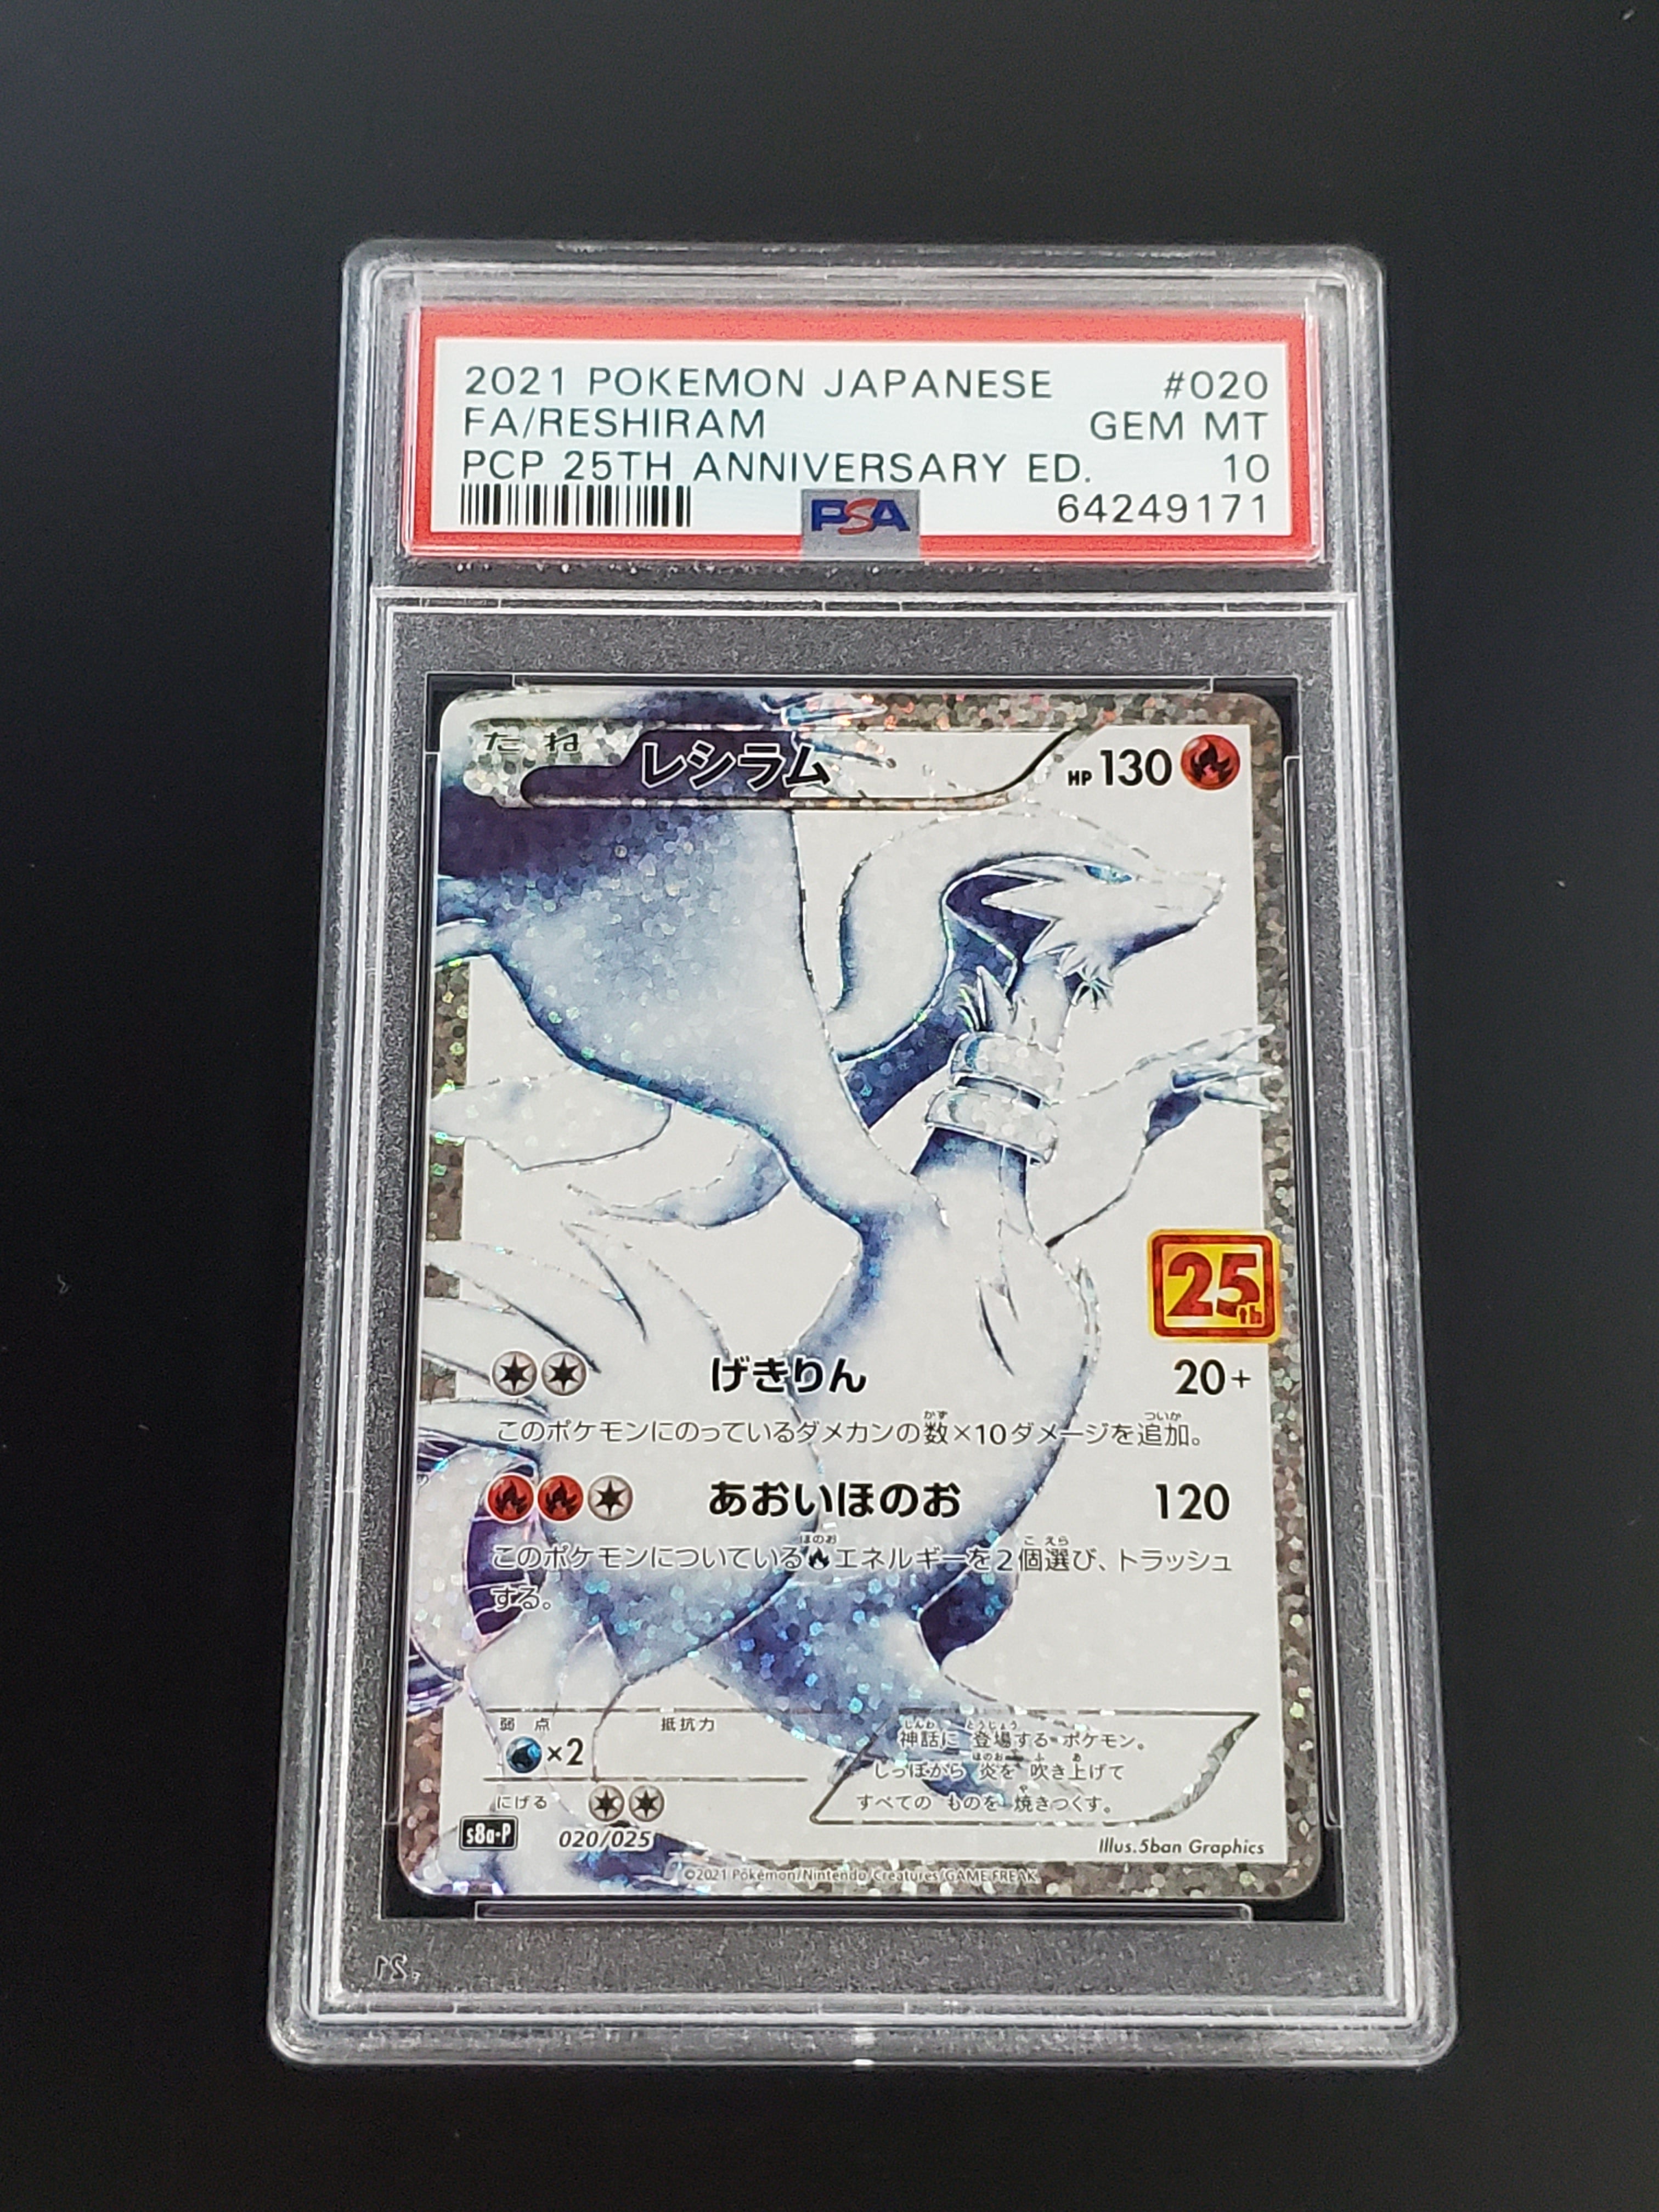 2021 POKEMON JAPANESE #020
FA/RESHIRAM GEM MT
PCP 25TH ANNIVERSARY ED. 10
PSA 64249171
たね レシラム HP 130
25th
げきりん 20+
このポケモンにのっているダメカンの数×10ダメージを追加。
あおいほのお 120
このポケモンについている エネルギーを2個選び、トラッシュ
する。
弱点 抵抗力
×2
にげる
神話に 登場する ポケモン。
しっぽから 炎を 吹き上げて
すべての ものを 焼きつくす。
s8a-P 020/025 Illus.5ban Graphics
©2021 Pokémon/Nintendo/Creatures/GAME FREAK